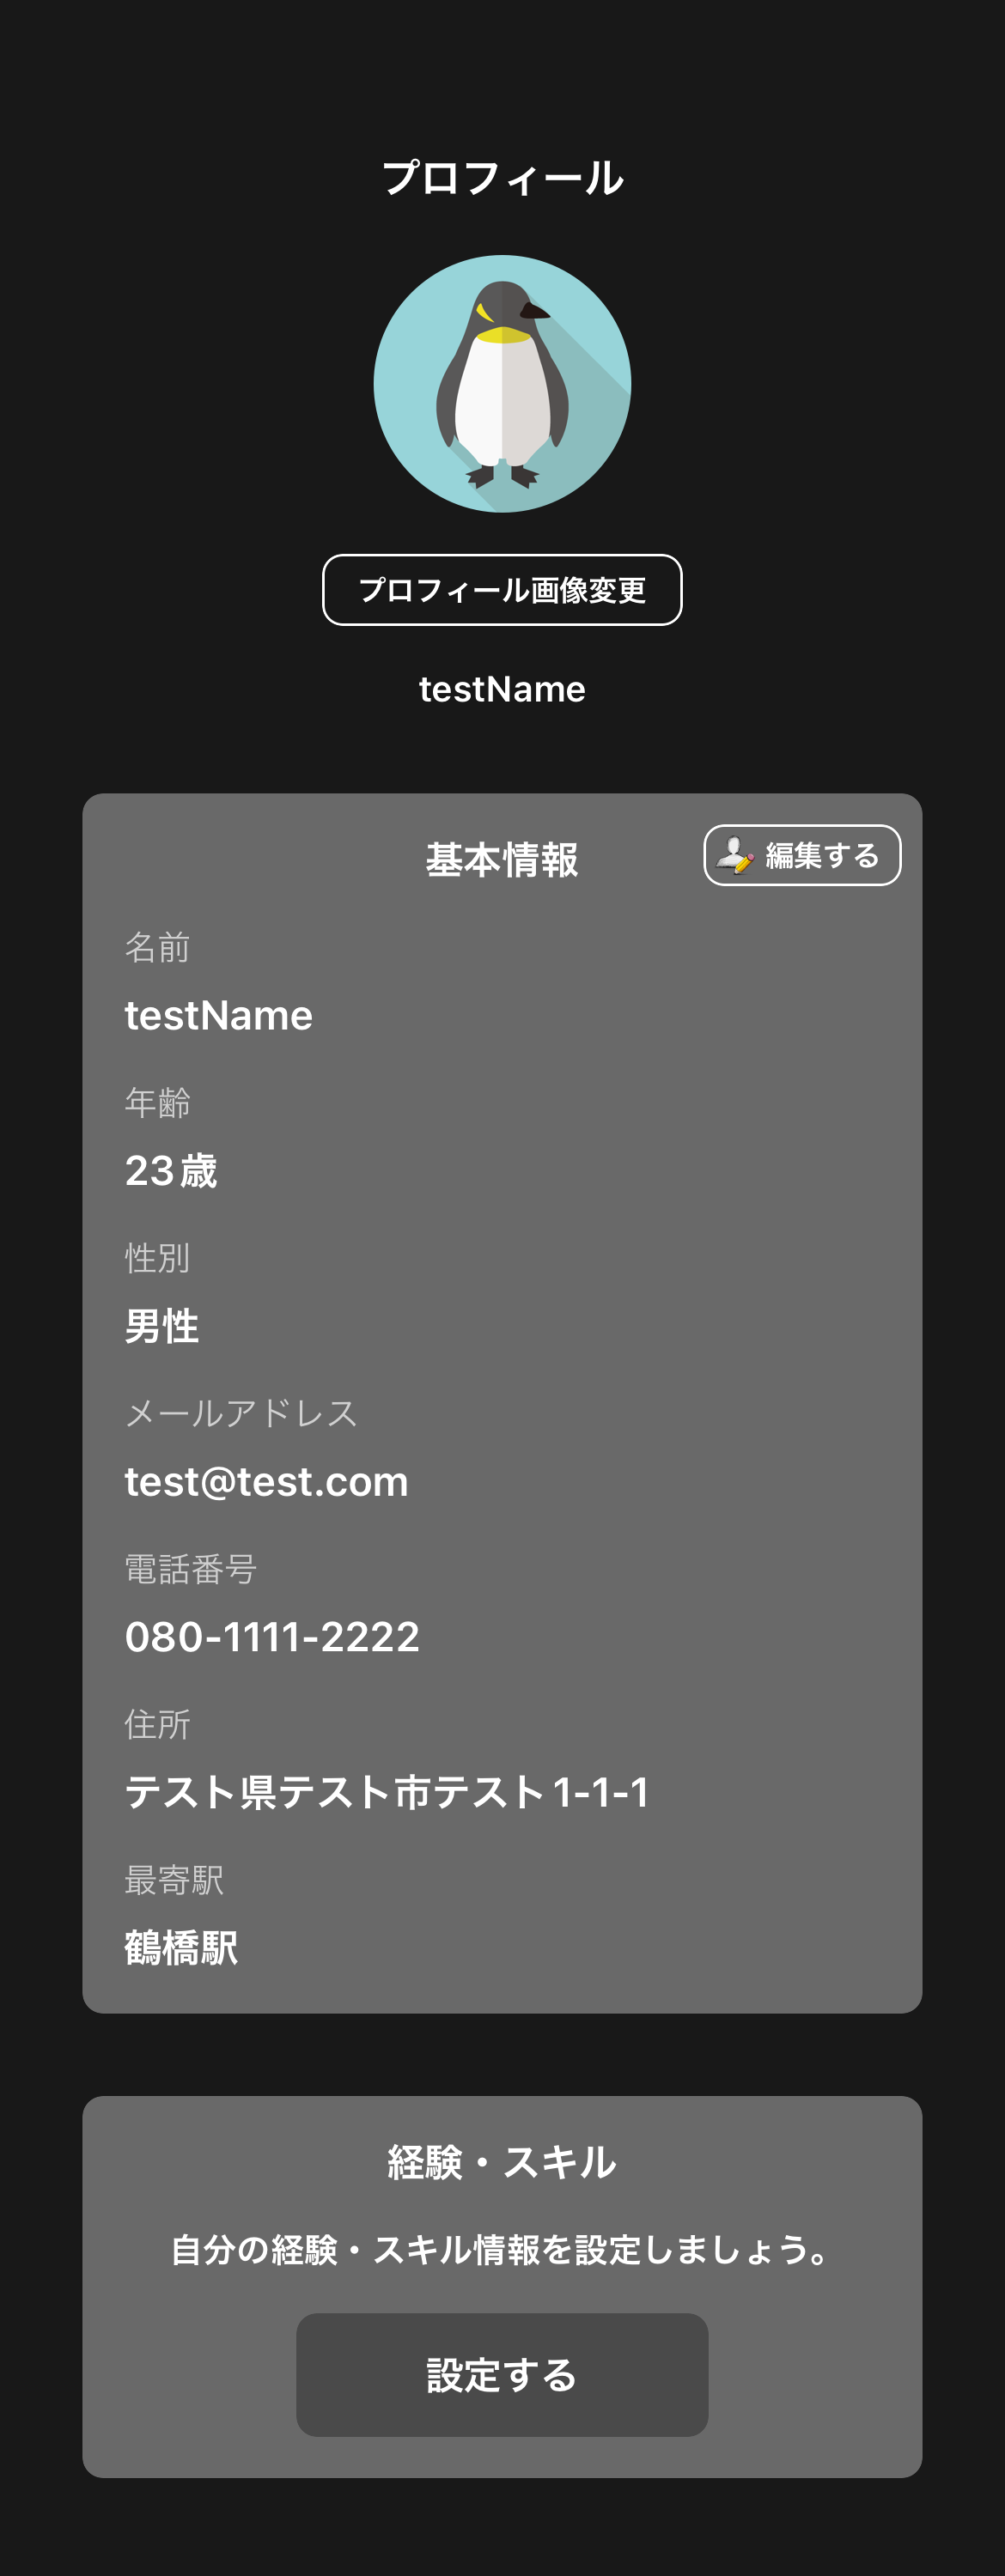 プロフィール
プロフィール画像変更
testName
基本情報
編集する
名前
testName
年齢
23歳
性別
男性
メールアドレス
test@test.com
電話番号
080-1111-2222
住所
テスト県テスト市テスト1-1-1
最寄駅
鶴橋駅
経験・スキル
自分の経験・スキル情報を設定しましょう。
設定する